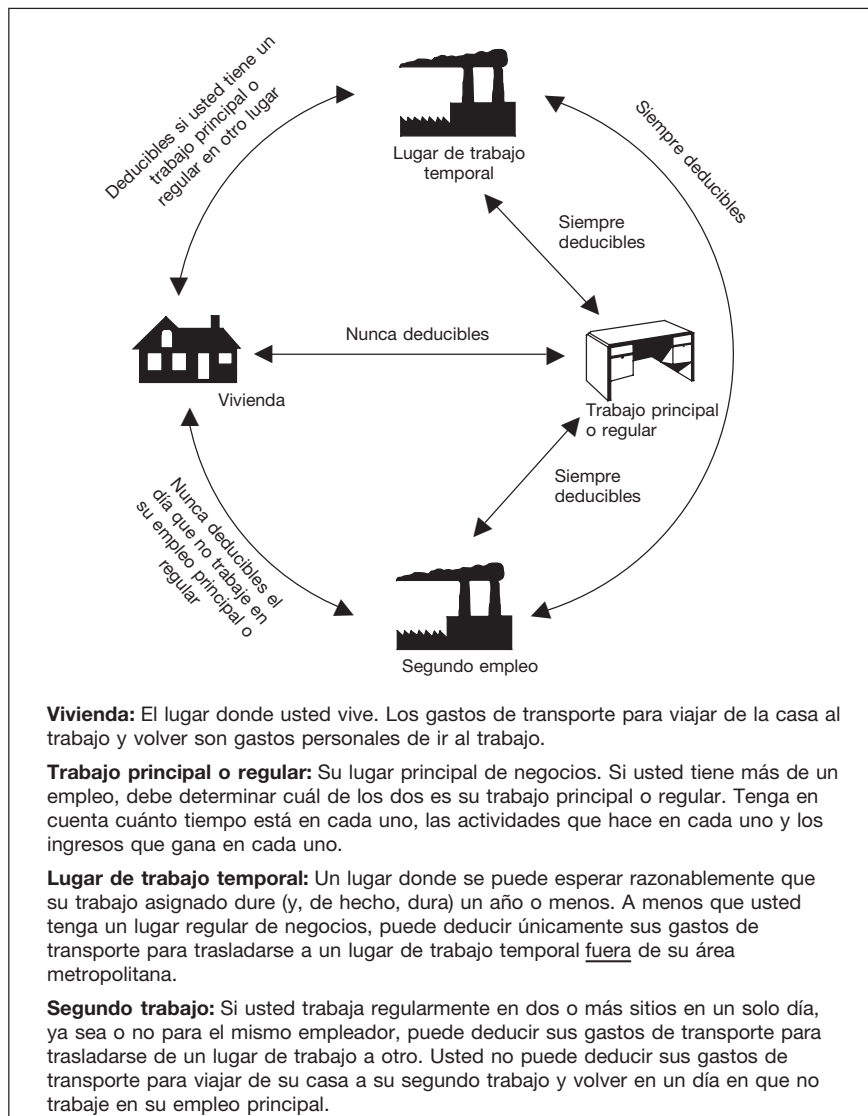 Deducibles si usted tiene un
trabajo principal o
regular en otro lugar
Lugar de trabajo
temporal
Siempre deducibles
Siempre
deducibles
Nunca deducibles
Vivienda
Trabajo principal
o regular
Siempre
deducibles
Nunca deducibles el
día que no trabaje en
su empleo principal o
regular
Segundo empleo
Vivienda: El lugar donde usted vive. Los gastos de transporte para viajar de la casa al
trabajo y volver son gastos personales de ir al trabajo.
Trabajo principal o regular: Su lugar principal de negocios. Si usted tiene más de un
empleo, debe determinar cuál de los dos es su trabajo principal o regular. Tenga en
cuenta cuánto tiempo está en cada uno, las actividades que hace en cada uno y los
ingresos que gana en cada uno.
Lugar de trabajo temporal: Un lugar donde se puede esperar razonablemente que
su trabajo asignado dure (y, de hecho, dura) un año o menos. A menos que usted
tenga un lugar regular de negocios, puede deducir únicamente sus gastos de
transporte para trasladarse a un lugar de trabajo temporal fuera de su área
metropolitana.
Segundo trabajo: Si usted trabaja regularmente en dos o más sitios en un solo día,
ya sea o no para el mismo empleador, puede deducir sus gastos de transporte para
trasladarse de un lugar de trabajo a otro. Usted no puede deducir sus gastos de
transporte para viajar de su casa a su segundo trabajo y volver en un día en que no
trabaje en su empleo principal.